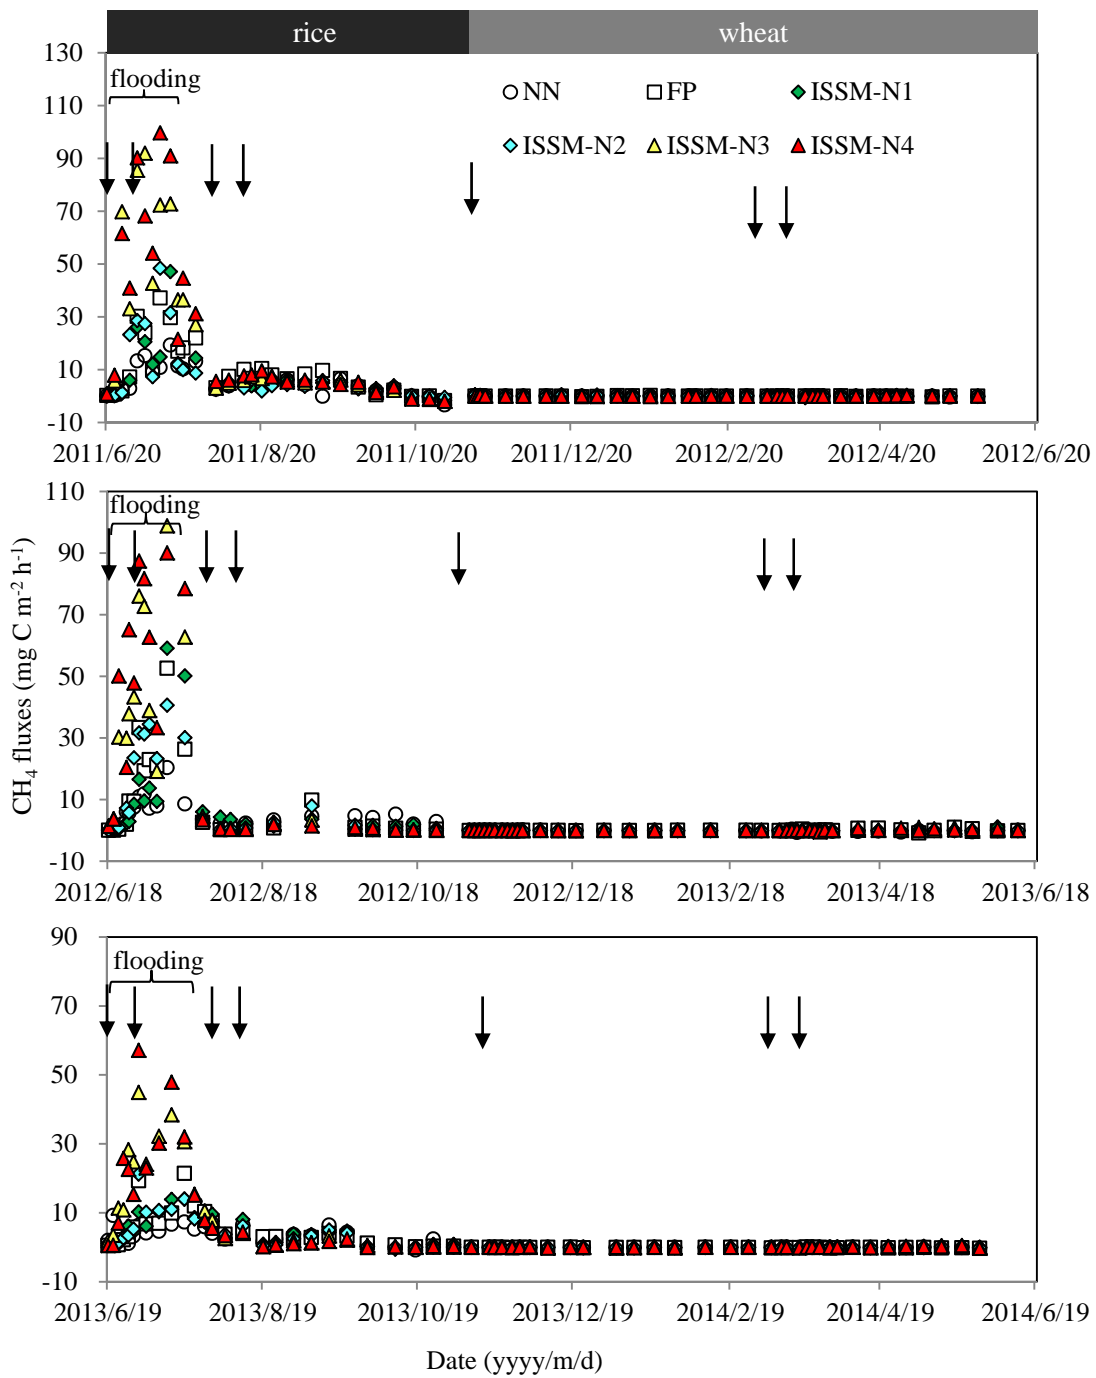 rice wheat
130
flooding
NN FP ISSM-N1
110
ISSM-N2 ISSM-N3 ISSM-N4
90
70
50
30
10
-10
2011/6/20 2011/8/20 2011/10/20 2011/12/20 2012/2/20 2012/4/20 2012/6/20
110
flooding
90
70
50
30
10
-10
2012/6/18 2012/8/18 2012/10/18 2012/12/18 2013/2/18 2013/4/18 2013/6/18
CH₄ fluxes (mg C m⁻² h⁻¹)
90
flooding
70
50
30
10
-10
2013/6/19 2013/8/19 2013/10/19 2013/12/19 2014/2/19 2014/4/19 2014/6/19
Date (yyyy/m/d)